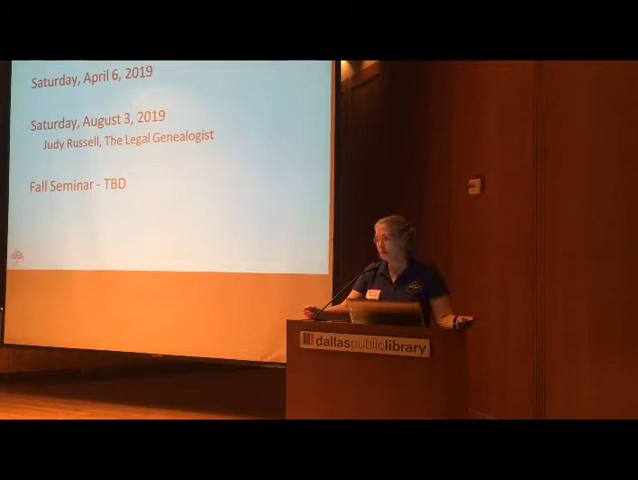 Saturday, April 6, 2019
Saturday, August 3, 2019
Judy Russell, The Legal Genealogist
Fall Seminar - TBD
dallaspubliclibrary